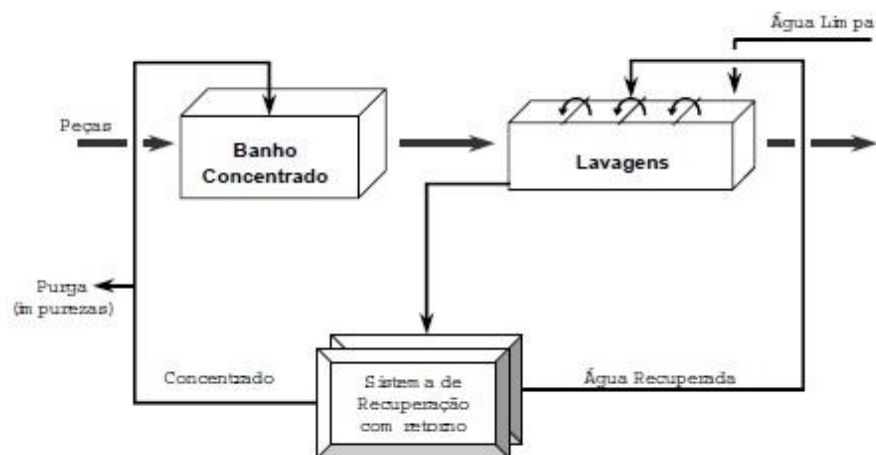 Água Limpa
Peças
Banho
Concentrado
Lavagens
Purga
(impurezas)
Concentrado
Água Recuperada
Sistema de
Recuperação
com retorno